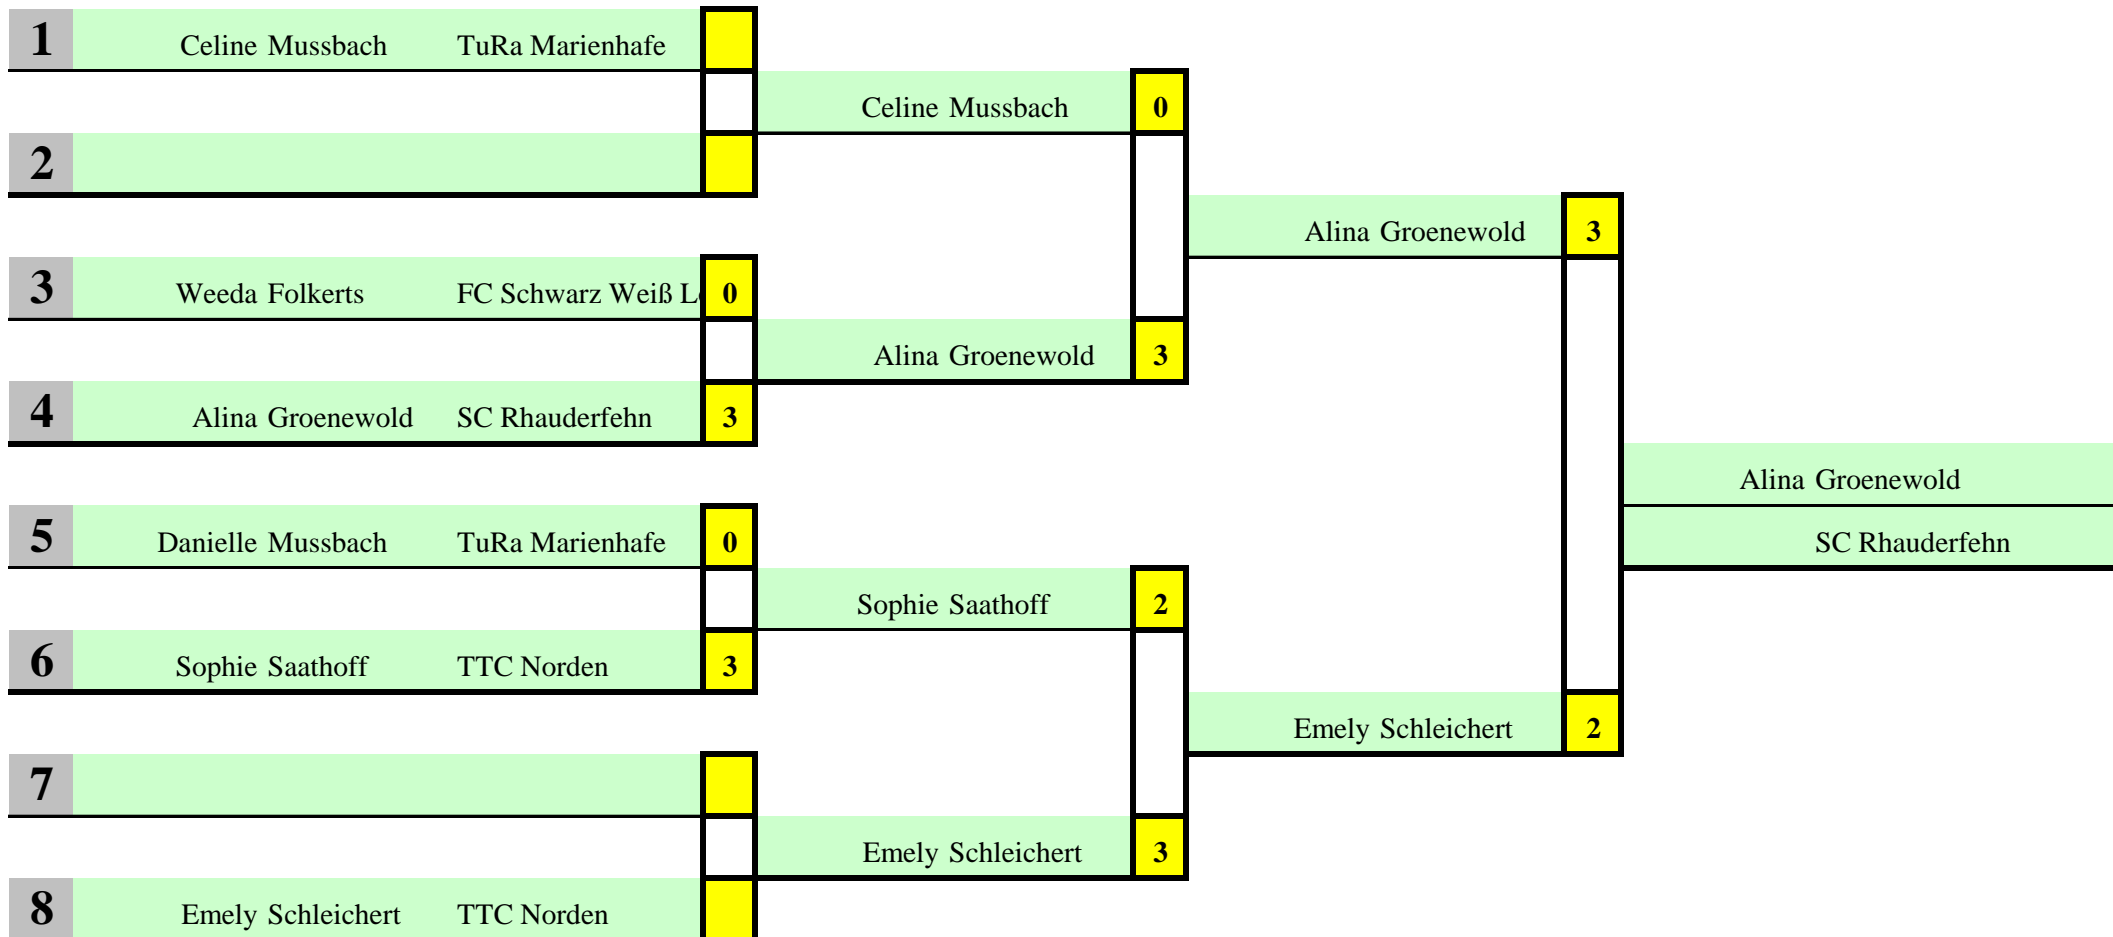 1 Celine Mussbach TuRa Marienhafe
Celine Mussbach 0
2
Alina Groenewold 3
3 Weeda Folkerts FC Schwarz Weiß 0
Alina Groenewold 3
4 Alina Groenewold SC Rhauderfehn 3
Alina Groenewold
5 Danielle Mussbach TuRa Marienhafe 0
SC Rhauderfehn
Sophie Saathoff 2
6 Sophie Saathoff TTC Norden 3
Emely Schleichert 2
7
Emely Schleichert 3
8 Emely Schleichert TTC Norden